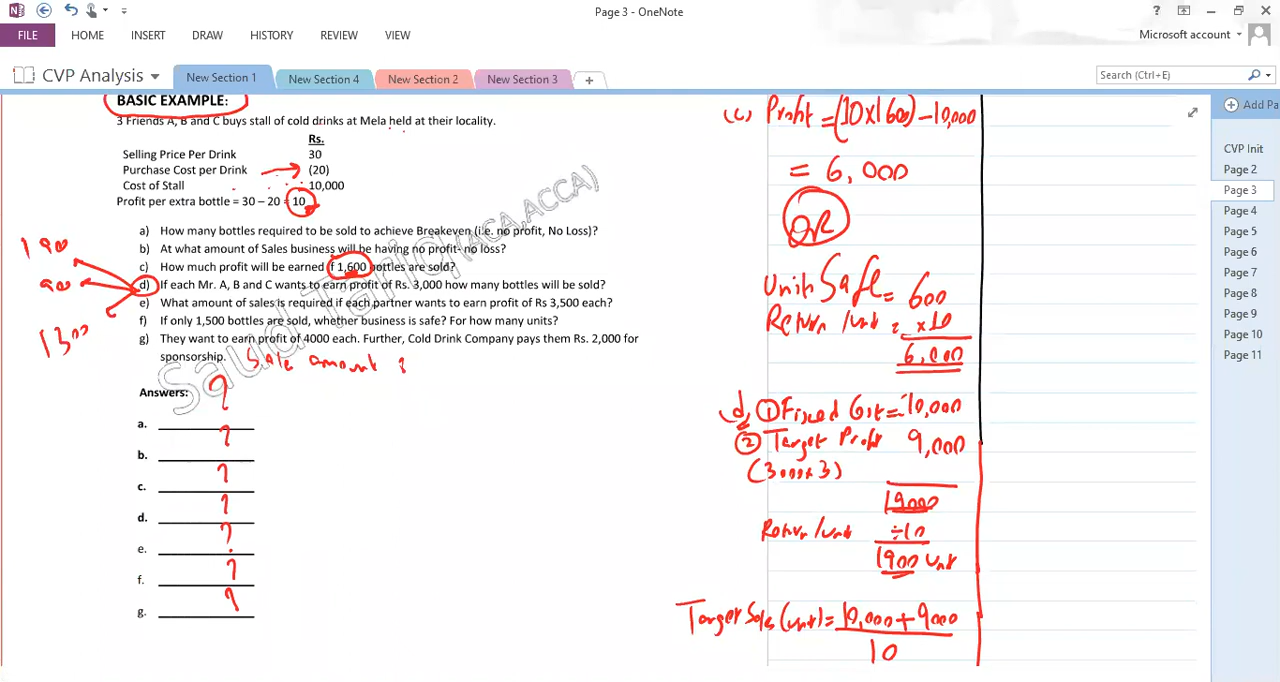 Page 3 - OneNote
FILE HOME INSERT DRAW HISTORY REVIEW VIEW
Microsoft account
CVP Analysis New Section 1 New Section 4 New Section 2 New Section 3 +
Search (Ctrl+E)
Add Pa
CVP Init
Page 2
Page 3
Page 4
Page 5
Page 6
Page 7
Page 8
Page 9
Page 10
Page 11
BASIC EXAMPLE:
3 Friends A, B and C buys stall of cold drinks at Mela held at their locality.
Rs.
Selling Price Per Drink 30
Purchase Cost per Drink (20)
Cost of Stall 10,000
Profit per extra bottle = 30 – 20 = 10
a) How many bottles required to be sold to achieve Breakeven (i.e. no profit, No Loss)?
b) At what amount of Sales business will be having no profit- no loss?
c) How much profit will be earned if 1,600 bottles are sold?
d) If each Mr. A, B and C wants to earn profit of Rs. 3,000 how many bottles will be sold?
e) What amount of sales is required if each partner wants to earn profit of Rs 3,500 each?
f) If only 1,500 bottles are sold, whether business is safe? For how many units?
g) They want to earn profit of 4000 each. Further, Cold Drink Company pays them Rs. 2,000 for
sponsorship. Sale amount ?
190
90
1300
Saud Tariq (ACA,ACCA)
Answers: ?
a. ?
b. ?
c. ?
d. ?
e. ?
f. ?
g.
(c) Profit = (10x1600) - 10,000
= 6,000
OR
Units Safe = 600
Return /unit = x10
6,000
d, ① Fixed Cost = 10,000
② Target Profit 9,000
(3000x3)
19000
Return /unit ÷10
1900 unit
Target Sales (unit) = 10,000 + 9000
10